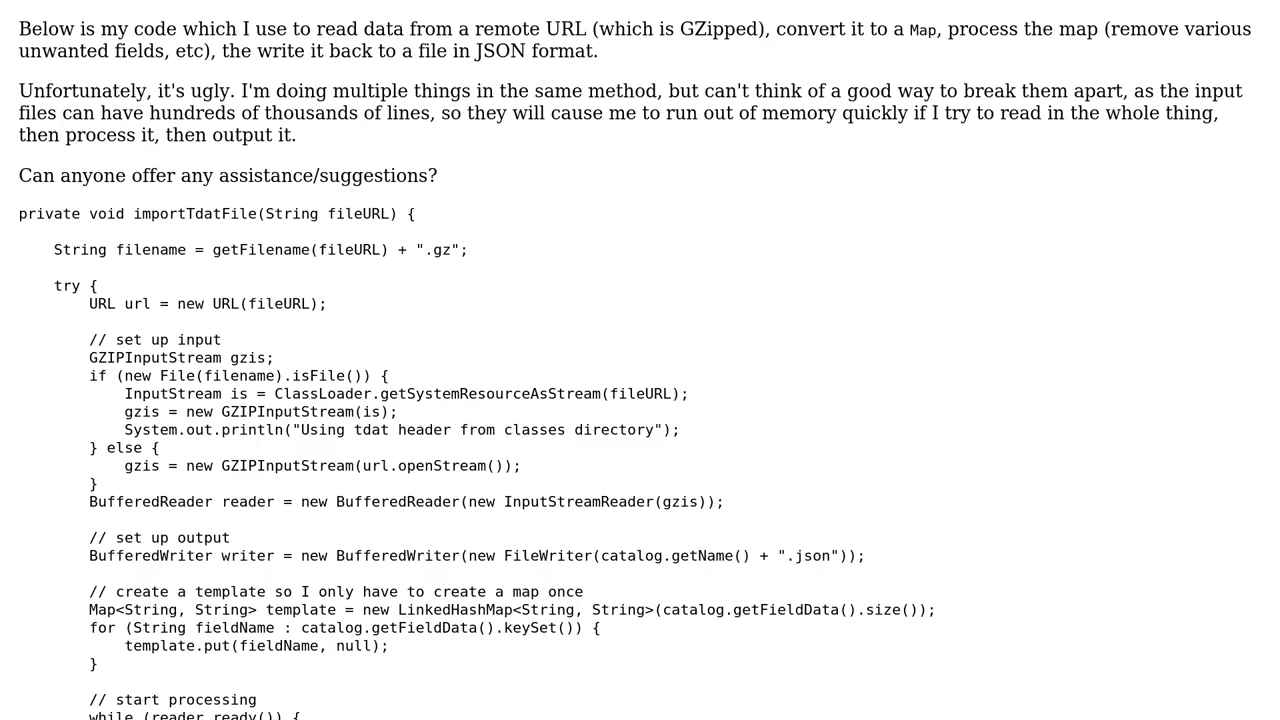 Below is my code which I use to read data from a remote URL (which is GZipped), convert it to a Map, process the map (remove various
unwanted fields, etc), the write it back to a file in JSON format.
Unfortunately, it's ugly. I'm doing multiple things in the same method, but can't think of a good way to break them apart, as the input
files can have hundreds of thousands of lines, so they will cause me to run out of memory quickly if I try to read in the whole thing,
then process it, then output it.
Can anyone offer any assistance/suggestions?
private void importTdatFile(String fileURL) {
    String filename = getFilename(fileURL) + ".gz";
    try {
        URL url = new URL(fileURL);
        // set up input
        GZIPInputStream gzis;
        if (new File(filename).isFile()) {
            InputStream is = ClassLoader.getSystemResourceAsStream(fileURL);
            gzis = new GZIPInputStream(is);
            System.out.println("Using tdat header from classes directory");
        } else {
            gzis = new GZIPInputStream(url.openStream());
        }
        BufferedReader reader = new BufferedReader(new InputStreamReader(gzis));
        // set up output
        BufferedWriter writer = new BufferedWriter(new FileWriter(catalog.getName() + ".json"));
        // create a template so I only have to create a map once
        Map<String, String> template = new LinkedHashMap<String, String>(catalog.getFieldData().size());
        for (String fieldName : catalog.getFieldData().keySet()) {
            template.put(fieldName, null);
        }
        // start processing
        while (reader.ready()) {